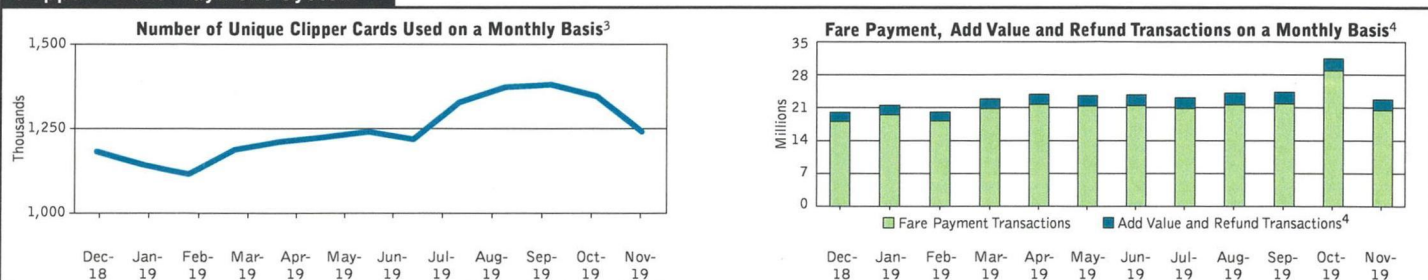 Number of Unique Clipper Cards Used on a Monthly Basis³
1,500
1,250
1,000
Thousands
Dec-18 Jan-19 Feb-19 Mar-19 Apr-19 May-19 Jun-19 Jul-19 Aug-19 Sep-19 Oct-19 Nov-19
Fare Payment, Add Value and Refund Transactions on a Monthly Basis⁴
35
28
21
14
7
0
Millions
Fare Payment Transactions Add Value and Refund Transactions⁴
Dec-18 Jan-19 Feb-19 Mar-19 Apr-19 May-19 Jun-19 Jul-19 Aug-19 Sep-19 Oct-19 Nov-19